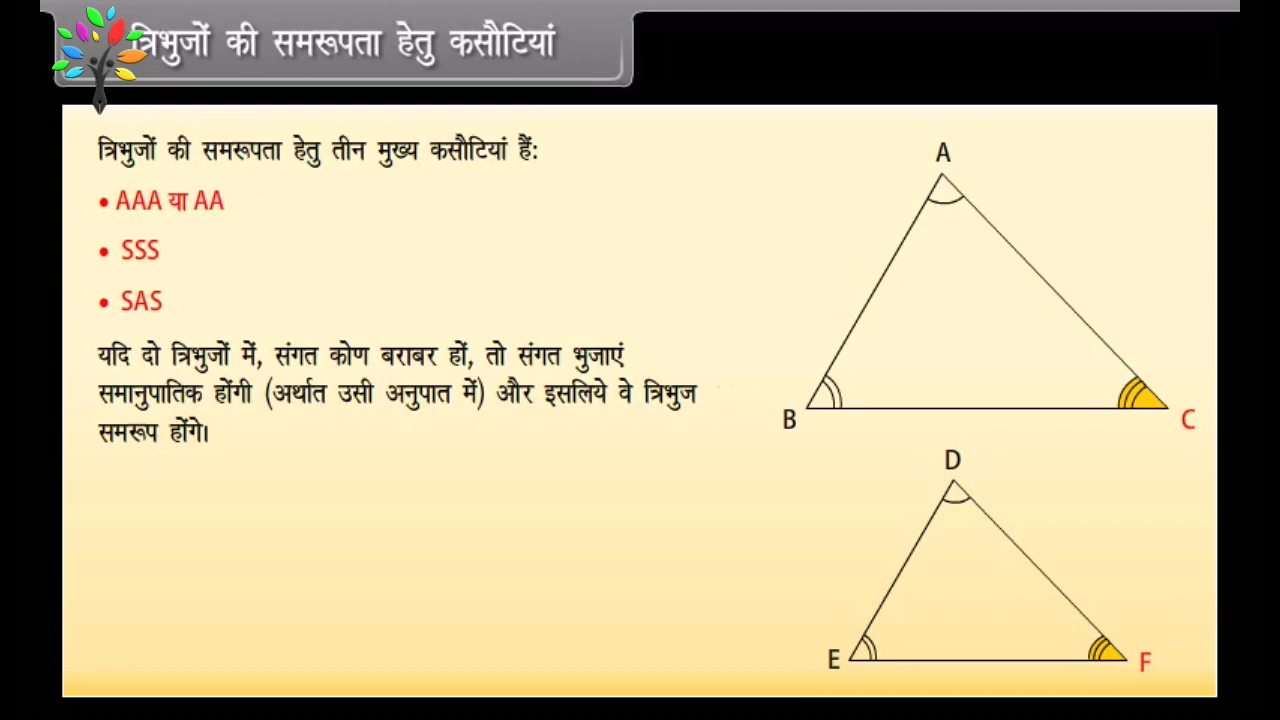 त्रिभुजों की समरूपता हेतु कसौटियां
त्रिभुजों की समरूपता हेतु तीन मुख्य कसौटियां हैं:
• AAA या AA
• SSS
• SAS
यदि दो त्रिभुजों में, संगत कोण बराबर हों, तो संगत भुजाएं
समानुपातिक होंगी (अर्थात उसी अनुपात में) और इसलिये वे त्रिभुज
समरूप होंगे।
A
B
C
D
E
F